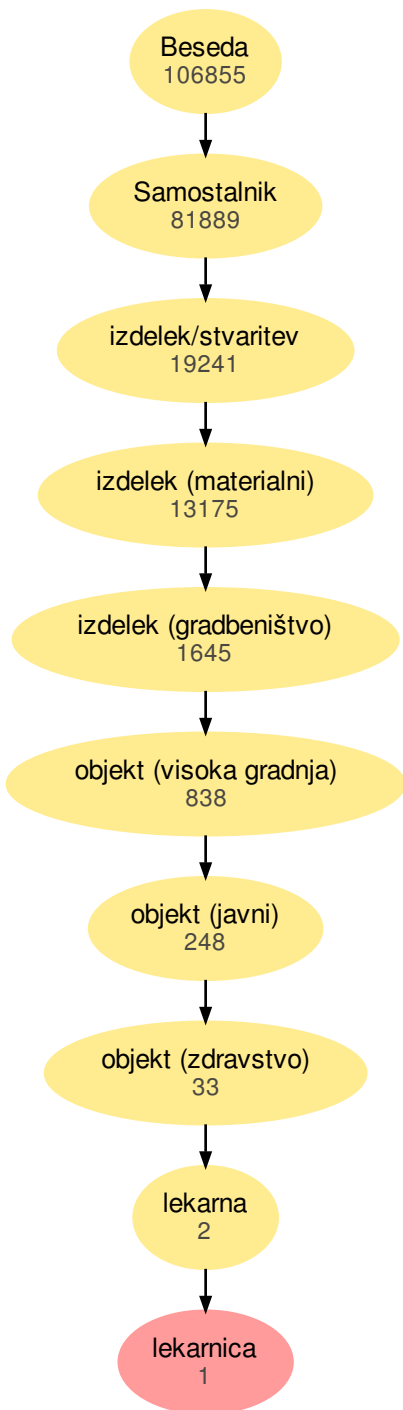 Beseda
106855
Samostalnik
81889
izdelek/stvaritev
19241
izdelek (materialni)
13175
izdelek (gradbeništvo)
1645
objekt (visoka gradnja)
838
objekt (javni)
248
objekt (zdravstvo)
33
lekarna
2
lekarnica
1